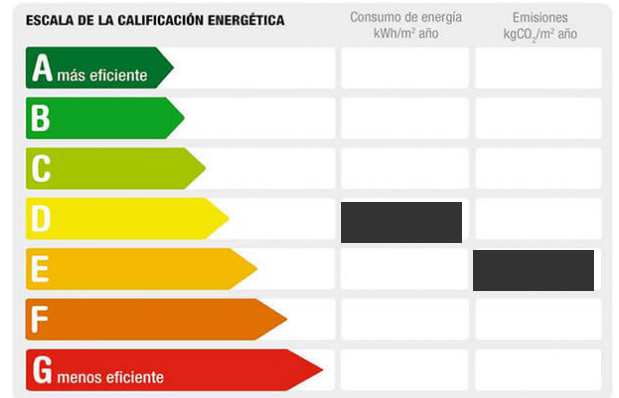 ESCALA DE LA CALIFICACIÓN ENERGÉTICA
Consumo de energía
kWh/m² año
Emisiones
kgCO₂/m² año
A más eficiente
B
C
D
E
F
G menos eficiente